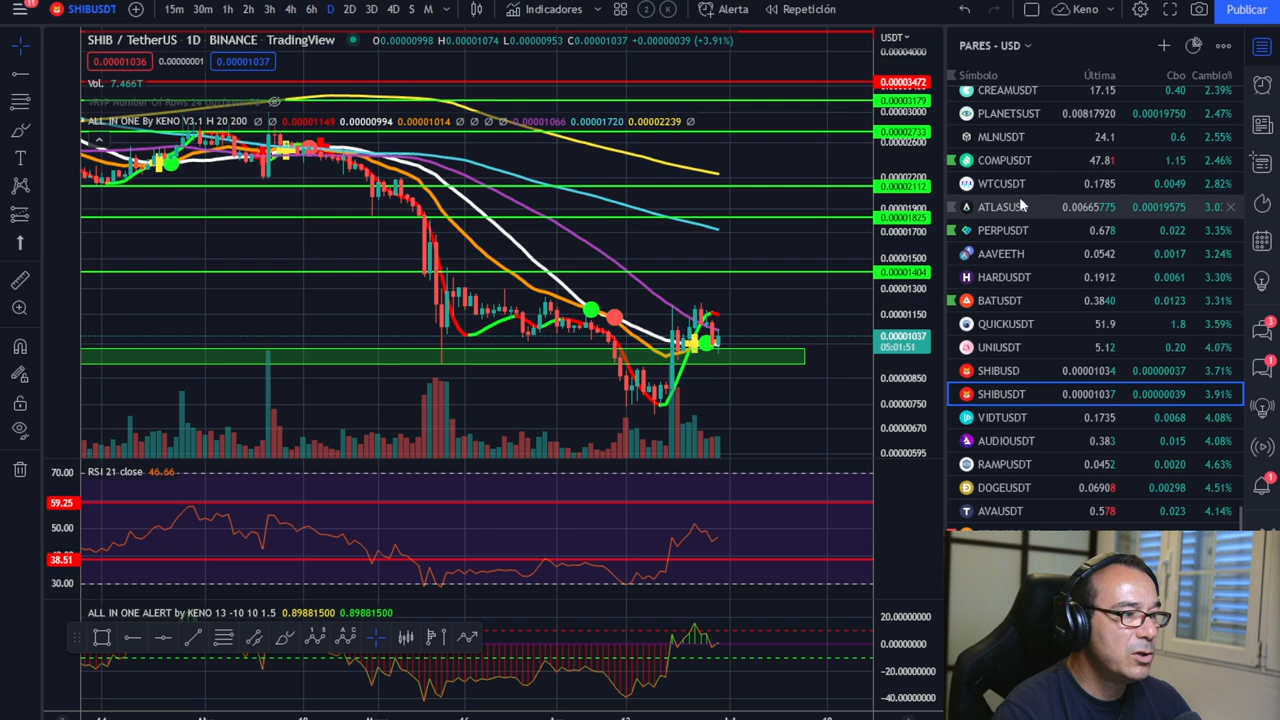 11
SHIBUSDT
15m 30m 1h 2h 3h 4h 6h D 2D 3D 4D S M
Indicadores
2 K
Alerta
Repetición
Keno
Publicar
SHIB / TetherUS · 1D · BINANCE · TradingView
O0.00000998 H0.00001074 L0.00000953 C0.00001037 +0.00000039 (+3.91%)
0.00001036 0.00000001 0.00001037
Vol. 7.466T
ALL IN ONE By KENO V3.1 H 20 200 ∅ ∅ 0.00001149 0.00000994 0.00001014 ∅ ∅ ∅ ∅ 0.00001066 0.00001720 0.00002239 ∅
USDT
0.00004000
0.00003472
0.00003179
0.00003000
0.00002733
0.00002600
0.00002200
0.00002112
0.00001900
0.00001825
0.00001700
0.00001500
0.00001404
0.00001300
0.00001150
0.00001037
05:01:51
0.00000850
0.00000750
0.00000670
0.00000595
PARES - USD
Símbolo Última Cbo Cambio%
CREAMUSDT 17.15 0.40 2.39%
PLANETSUST 0.00817920 0.00019750 2.47%
MLNUSDT 24.1 0.6 2.55%
COMPUSDT 47.81 1.15 2.46%
WTCUSDT 0.1785 0.0049 2.82%
ATLASUS 0.00665775 0.00019575 3.0
PERPUSDT 0.678 0.022 3.35%
AAVEETH 0.0542 0.0017 3.24%
HARDUSDT 0.1912 0.0061 3.30%
BATUSDT 0.3840 0.0123 3.31%
QUICKUSDT 51.9 1.8 3.59%
UNIUSDT 5.12 0.20 4.07%
SHIBUSD 0.00001034 0.00000037 3.71%
SHIBUSDT 0.00001037 0.00000039 3.91%
VIDTUSDT 0.1735 0.0068 4.08%
AUDIOUSDT 0.383 0.015 4.08%
RAMPUSDT 0.0452 0.0020 4.63%
DOGEUSDT 0.06908 0.00298 4.51%
AVAUSDT 0.578 0.023 4.14%
3
1
1
RSI 21 close 46.66
70.00
59.25
50.00
38.51
30.00
ALL IN ONE ALERT by KENO 13 -10 10 1.5 0.89881500 0.89881500
20.00000000
0.00000000
-20.00000000
-40.00000000